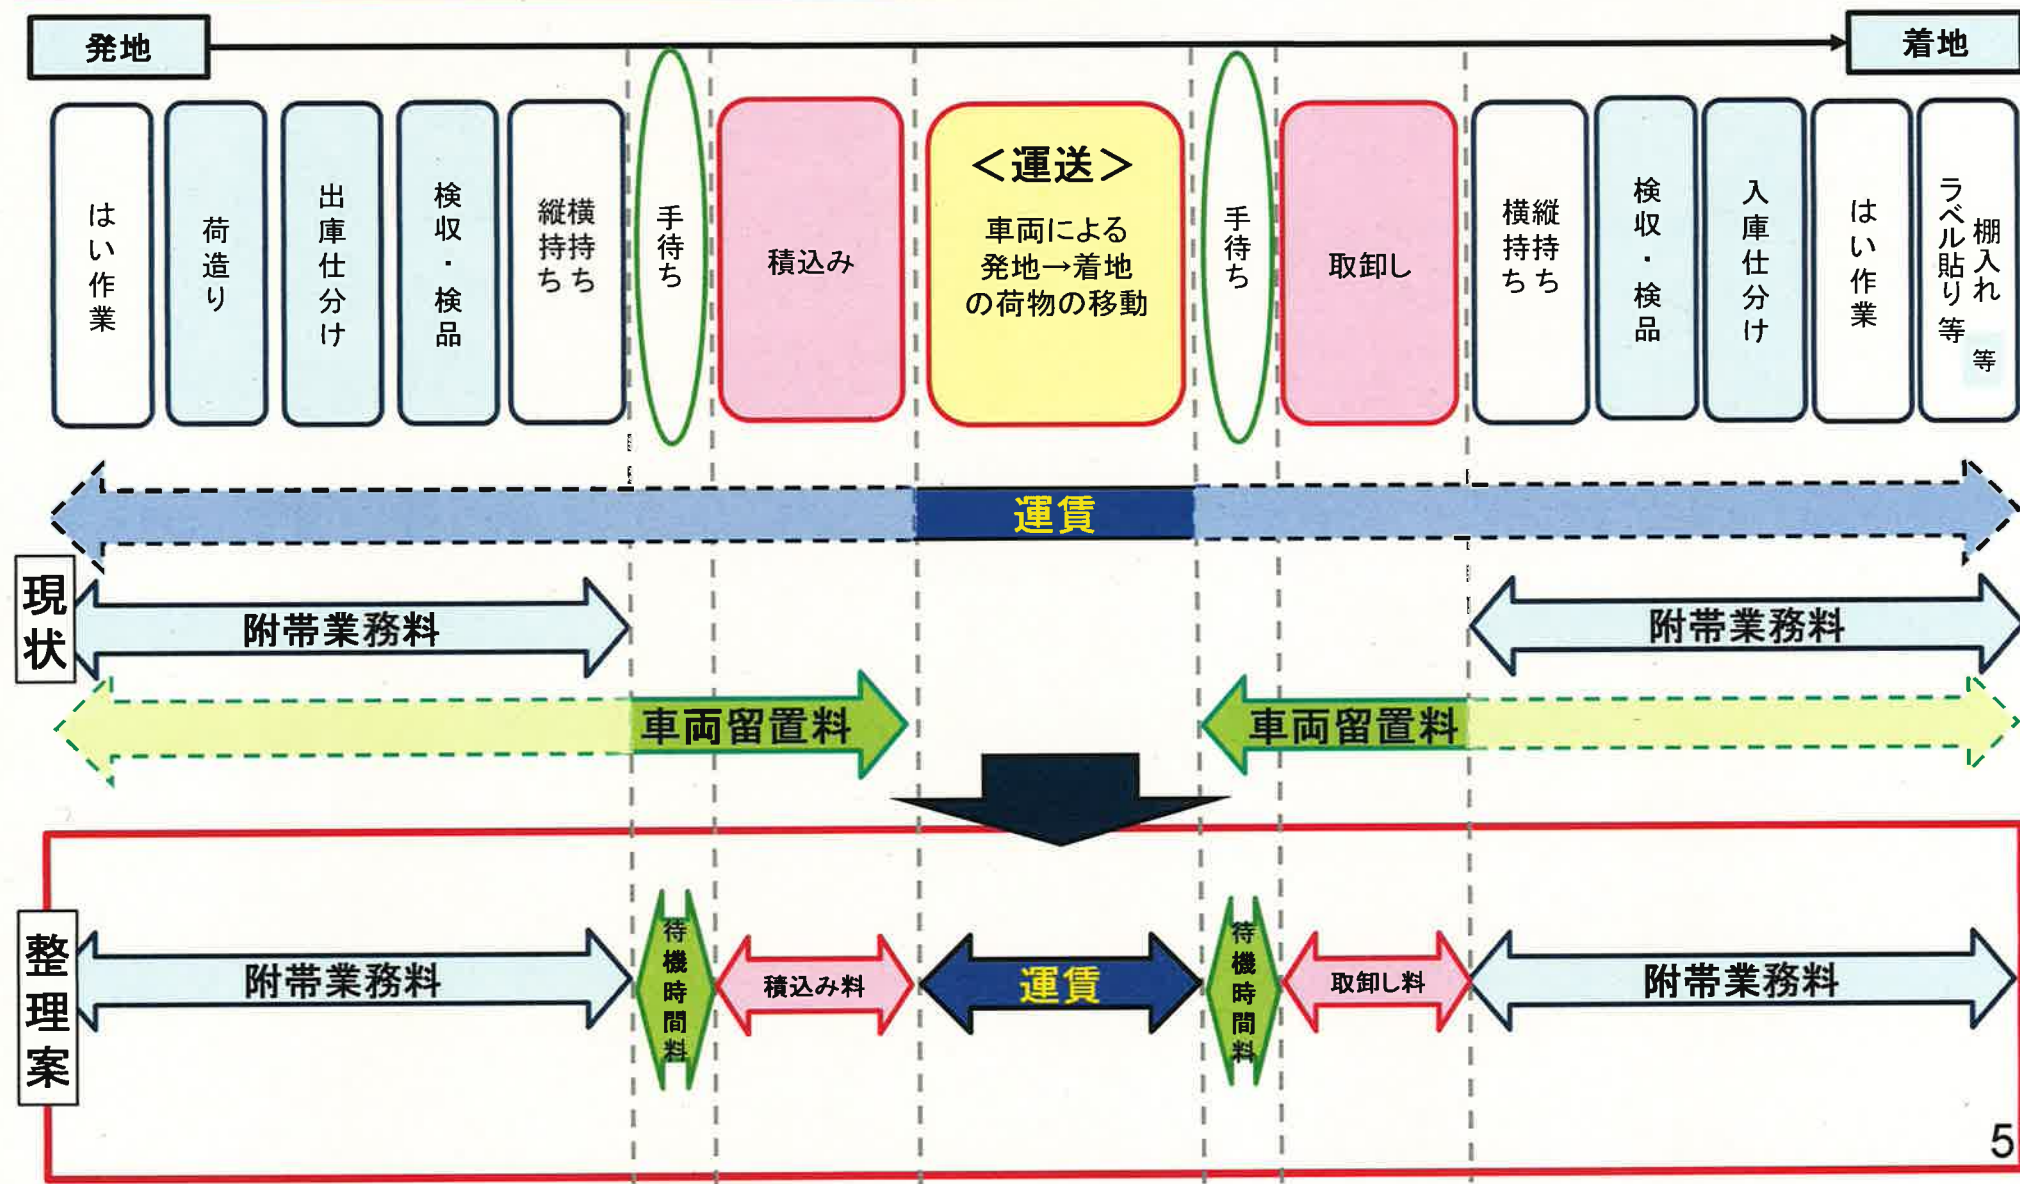 発地
着地
はい作業
荷造り
出庫仕分け
検収・検品
横持ち
縦持ち
手待ち
積込み
＜運送＞
車両による
発地→着地
の荷物の移動
手待ち
取卸し
縦持ち
横持ち
検収・検品
入庫仕分け
はい作業
棚入れ 等
ラベル貼り 等
運賃
現状
附帯業務料
附帯業務料
車両留置料
車両留置料
整理案
附帯業務料
待機時間料
積込み料
運賃
待機時間料
取卸し料
附帯業務料
5